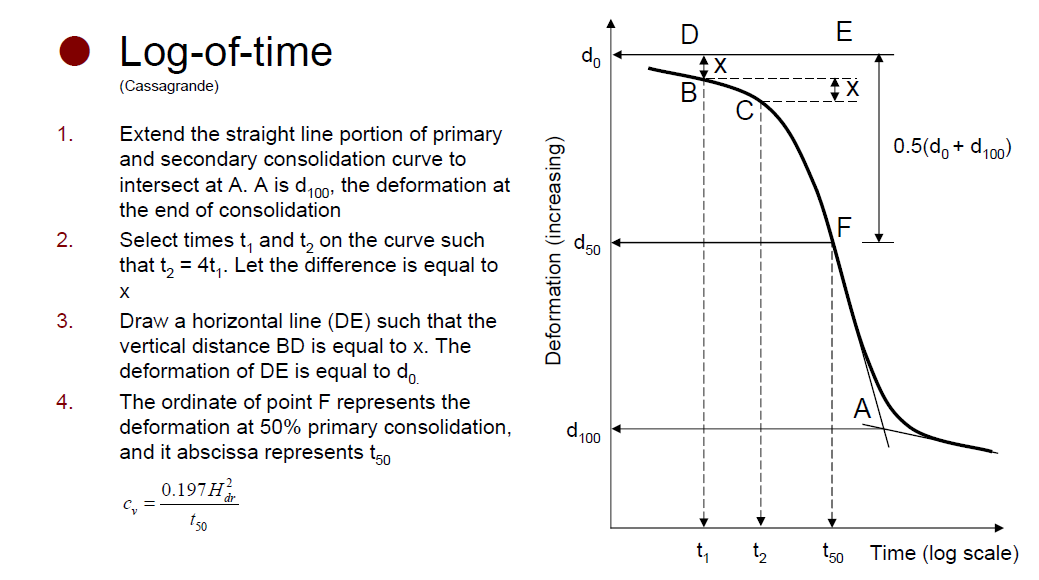 Log-of-time
(Cassagrande)
1. Extend the straight line portion of primary
and secondary consolidation curve to
intersect at A. A is d100, the deformation at
the end of consolidation
2. Select times t1 and t2 on the curve such
that t2 = 4t1. Let the difference is equal to
x
3. Draw a horizontal line (DE) such that the
vertical distance BD is equal to x. The
deformation of DE is equal to d0.
4. The ordinate of point F represents the
deformation at 50% primary consolidation,
and it abscissa represents t50
cv = 0.197H²dr / t50
Deformation (increasing)
D E
d0
x
B
x
C
0.5(d0 + d100)
F
d50
A
d100
t1 t2 t50 Time (log scale)